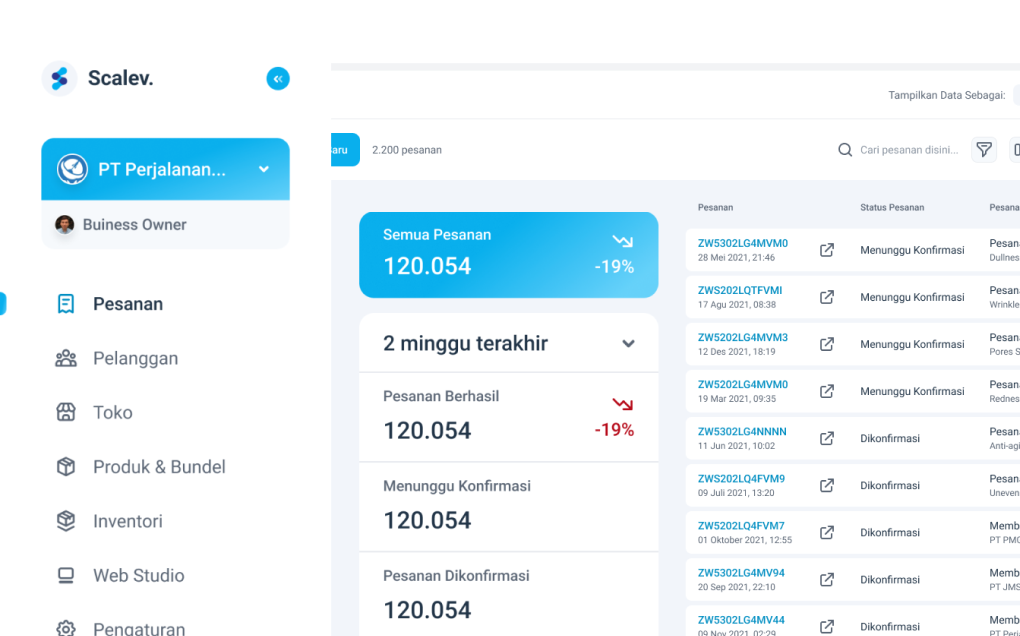 Scalev.
PT Perjalanan...
Buiness Owner
Pesanan
Pelanggan
Toko
Produk & Bundel
Inventori
Web Studio
Pengaturan
Tampilkan Data Sebagai:
aru
2.200 pesanan
Cari pesanan disini...
Semua Pesanan
120.054
-19%
2 minggu terakhir
Pesanan Berhasil
120.054
-19%
Menunggu Konfirmasi
120.054
Pesanan Dikonfirmasi
120.054
Pesanan Status Pesanan Pesana
ZW5302LG4MVM0 Menunggu Konfirmasi Pesan
28 Mei 2021, 21:46 Dullnes
ZWS202LQTFVMI Menunggu Konfirmasi Pesan
17 Agu 2021, 08:38 Wrinkle
ZW5202LG4MVM3 Menunggu Konfirmasi Pesan
12 Des 2021, 18:19 Pores S
ZW5202LG4MVM0 Menunggu Konfirmasi Pesan
19 Mar 2021, 09:35 Rednes
ZW5302LG4NNNN Dikonfirmasi Pesan
11 Jun 2021, 10:02 Anti-agi
ZWS202LQ4FVM9 Dikonfirmasi Pesan
09 Juli 2021, 13:20 Uneven
ZW5202LQ4FVM7 Dikonfirmasi Memb
01 Oktober 2021, 12:55 PT PMC
ZW5302LG4MV94 Dikonfirmasi Memb
20 Sep 2021, 22:10 PT JMS
ZW5302LG4MV44 Dikonfirmasi Memb
09 Nov 2021, 02:29 PT Perj